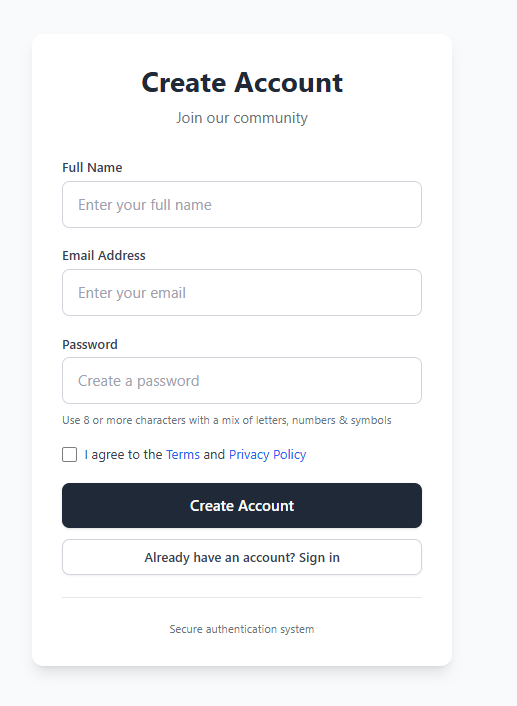 Create Account
Join our community
Full Name
Enter your full name
Email Address
Enter your email
Password
Create a password
Use 8 or more characters with a mix of letters, numbers & symbols
I agree to the Terms and Privacy Policy
Create Account
Already have an account? Sign in
Secure authentication system